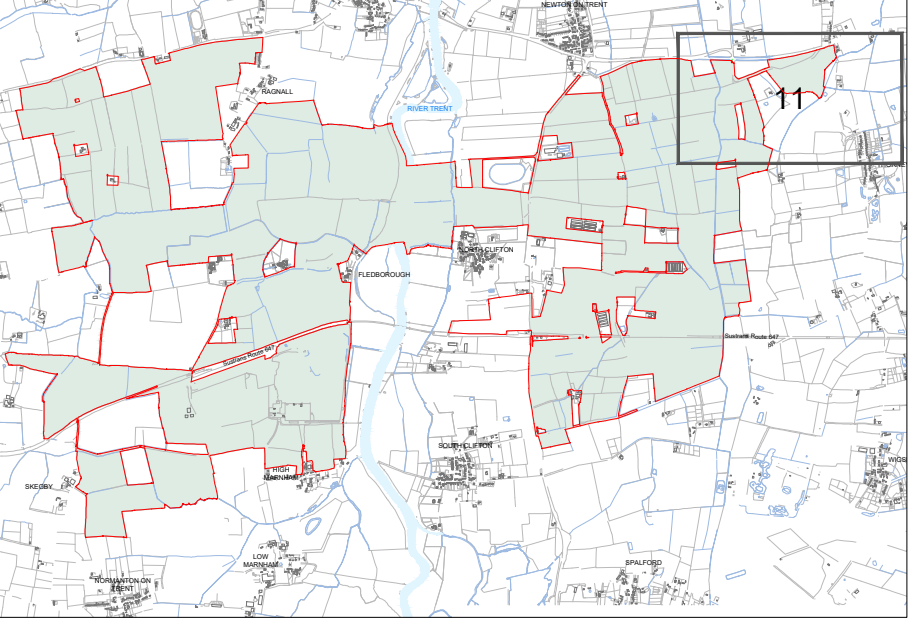 NEWTON ON TRENT
RAGNALL
RIVER TRENT
11
NORTH CLIFTON
FLEDBOROUGH
Sustrans Route 647
Sustrans Route 647
SOUTH CLIFTON
HIGH
MARNHAM
SKEGBY
LOW
MARNHAM
SPALFORD
NORMANTON ON
TRENT